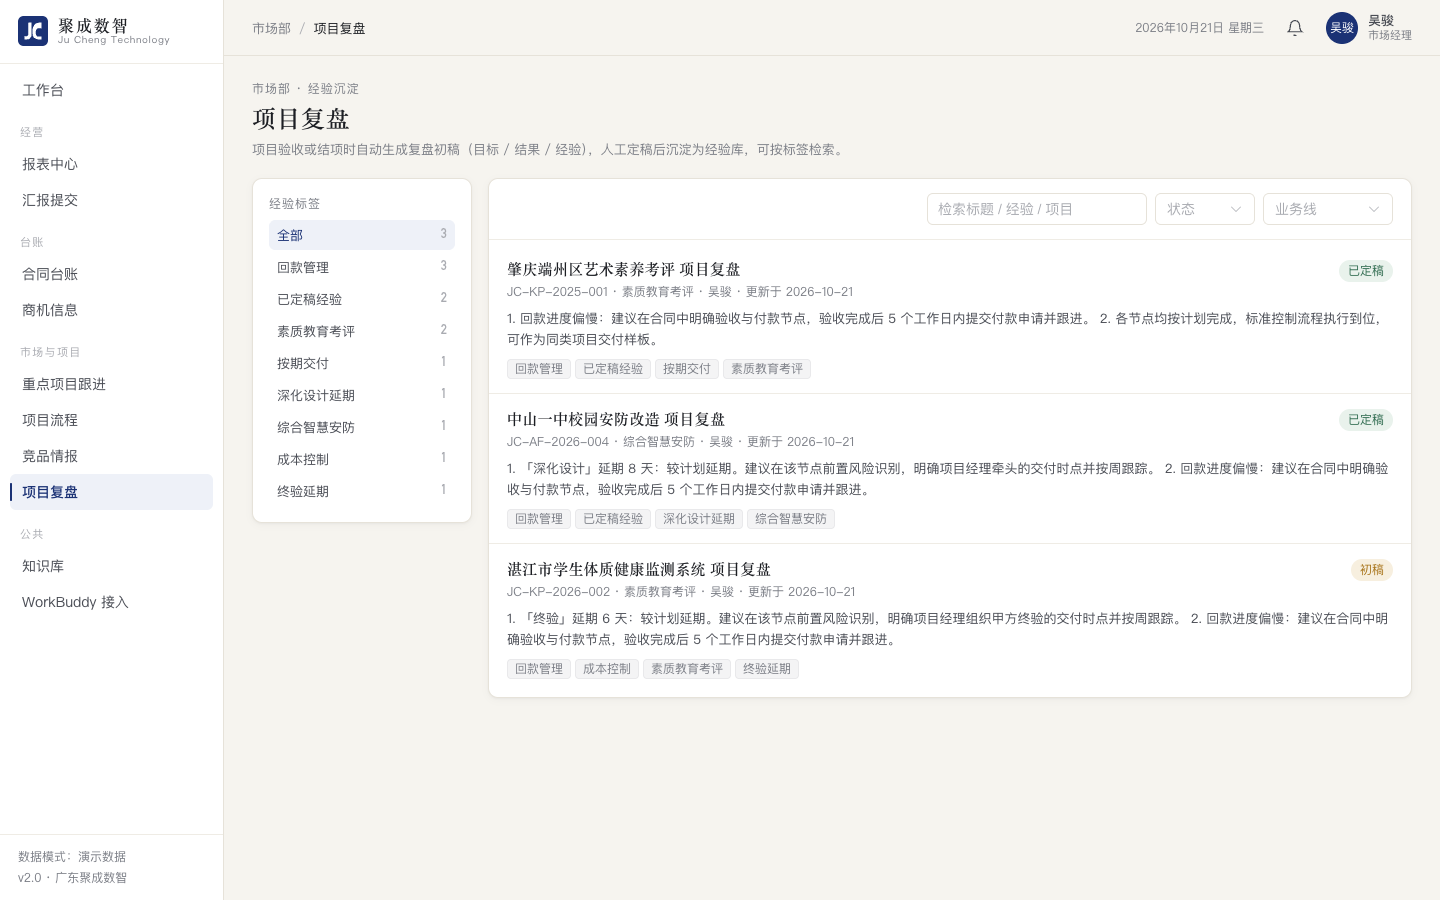 JC 聚成数智
Ju Cheng Technology
工作台
经营
报表中心
汇报提交
台账
合同台账
商机信息
市场与项目
重点项目跟进
项目流程
竞品情报
项目复盘
公共
知识库
WorkBuddy 接入
数据模式：演示数据
v2.0 · 广东聚成数智
市场部 / 项目复盘
2026年10月21日 星期三
吴骏
吴骏
市场经理
市场部 · 经验沉淀
项目复盘
项目验收或结项时自动生成复盘初稿（目标 / 结果 / 经验），人工定稿后沉淀为经验库，可按标签检索。
经验标签
全部 3
回款管理 3
已定稿经验 2
素质教育考评 2
按期交付 1
深化设计延期 1
综合智慧安防 1
成本控制 1
终验延期 1
检索标题 / 经验 / 项目
状态
业务线
肇庆端州区艺术素养考评 项目复盘
已定稿
JC-KP-2025-001 · 素质教育考评 · 吴骏 · 更新于 2026-10-21
1. 回款进度偏慢：建议在合同中明确验收与付款节点，验收完成后 5 个工作日内提交付款申请并跟进。 2. 各节点均按计划完成，标准控制流程执行到位，
可作为同类项目交付样板。
回款管理 已定稿经验 按期交付 素质教育考评
中山一中校园安防改造 项目复盘
已定稿
JC-AF-2026-004 · 综合智慧安防 · 吴骏 · 更新于 2026-10-21
1. 「深化设计」延期 8 天：较计划延期。建议在该节点前置风险识别，明确项目经理牵头的交付时点并按周跟踪。 2. 回款进度偏慢：建议在合同中明确验
收与付款节点，验收完成后 5 个工作日内提交付款申请并跟进。
回款管理 已定稿经验 深化设计延期 综合智慧安防
湛江市学生体质健康监测系统 项目复盘
初稿
JC-KP-2026-002 · 素质教育考评 · 吴骏 · 更新于 2026-10-21
1. 「终验」延期 6 天：较计划延期。建议在该节点前置风险识别，明确项目经理组织甲方终验的交付时点并按周跟踪。 2. 回款进度偏慢：建议在合同中明
确验收与付款节点，验收完成后 5 个工作日内提交付款申请并跟进。
回款管理 成本控制 素质教育考评 终验延期